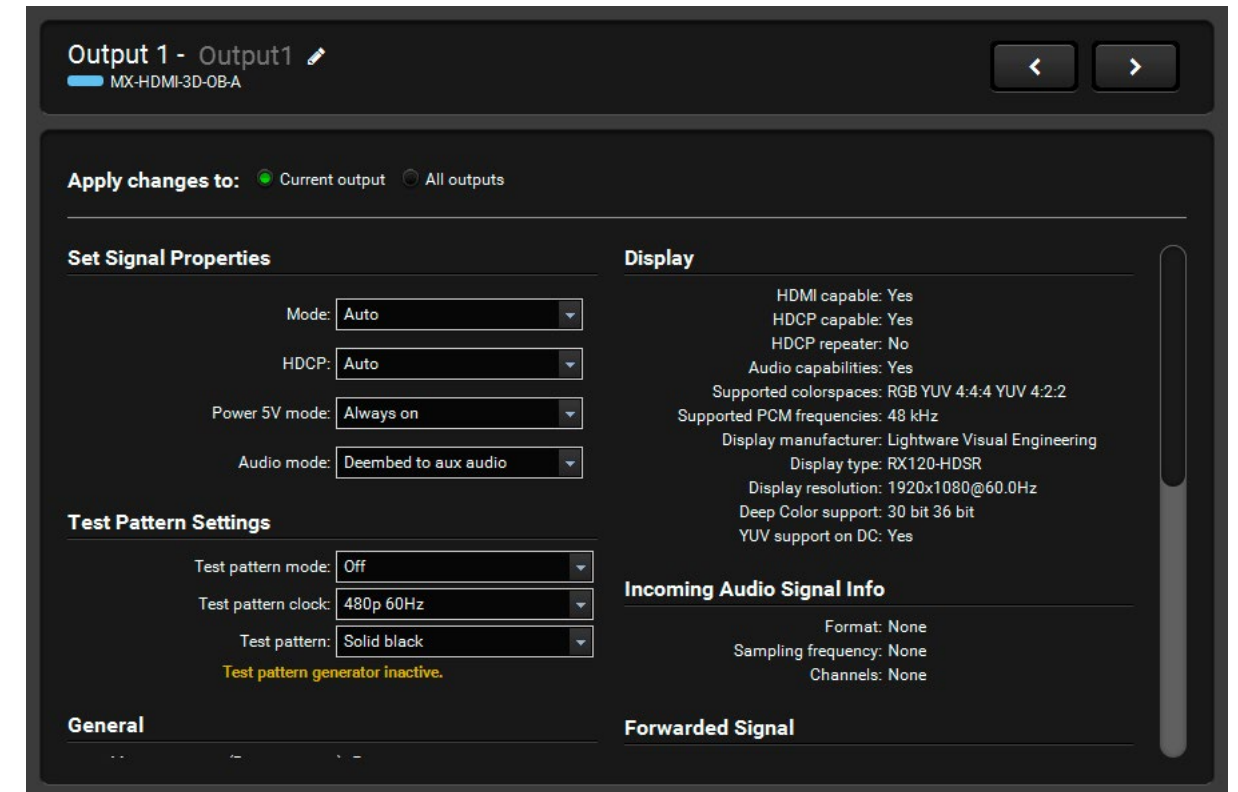 Output 1 - Output1
MX-HDMI-3D-OB-A
Apply changes to: Current output All outputs
Set Signal Properties
Mode: Auto
HDCP: Auto
Power 5V mode: Always on
Audio mode: Deembed to aux audio
Test Pattern Settings
Test pattern mode: Off
Test pattern clock: 480p 60Hz
Test pattern: Solid black
Test pattern generator inactive.
General
Display
HDMI capable: Yes
HDCP capable: Yes
HDCP repeater: No
Audio capabilities: Yes
Supported colorspaces: RGB YUV 4:4:4 YUV 4:2:2
Supported PCM frequencies: 48 kHz
Display manufacturer: Lightware Visual Engineering
Display type: RX120-HDSR
Display resolution: 1920x1080@60.0Hz
Deep Color support: 30 bit 36 bit
YUV support on DC: Yes
Incoming Audio Signal Info
Format: None
Sampling frequency: None
Channels: None
Forwarded Signal